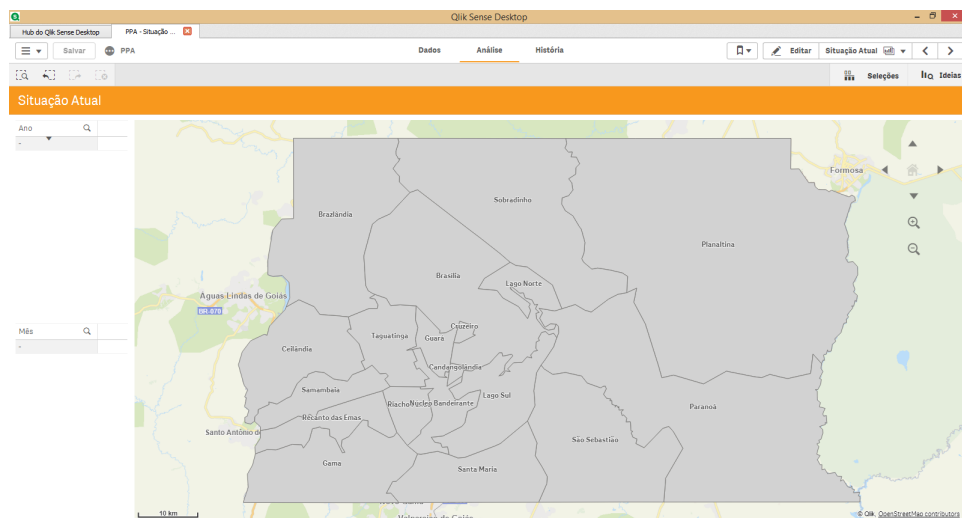 Qlik Sense Desktop
Hub do Qlik Sense Desktop
PPA - Situação ...
Salvar
PPA
Dados
Análise
História
Editar
Situação Atual
Seleções
Ideias
Situação Atual
Ano
-
Mês
-
Formosa
Sobradinho
Brazlândia
Planaltina
Brasília
Lago Norte
Águas Lindas de Goiás
BR-070
Cruzeiro
Taguatinga
Guará
Ceilândia
Candangolândia
Samambaia
Lago Sul
Riacho
Núcleo Bandeirante
Paranoá
Recanto das Emas
Santo Antônio d
São Sebastião
Gama
Santa Maria
10 km
© Qlik, OpenStreetMap contributors